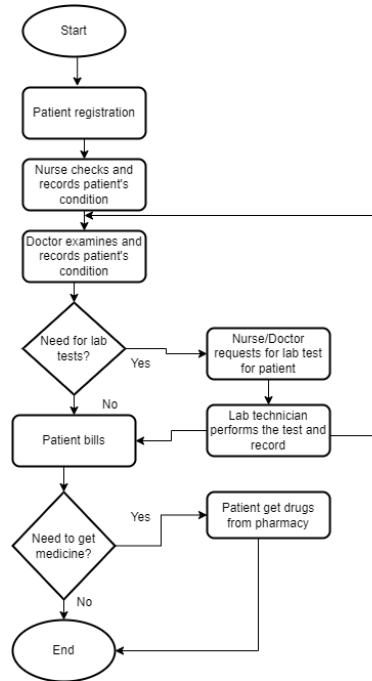 Start
Patient registration
Nurse checks and
records patient's
condition
Doctor examines and
records patient's
condition
Need for lab
tests?
Yes
Nurse/Doctor
requests for lab test
for patient
No
Lab technician
performs the test and
record
Patient bills
Need to get
medicine?
Yes
Patient get drugs
from pharmacy
No
End